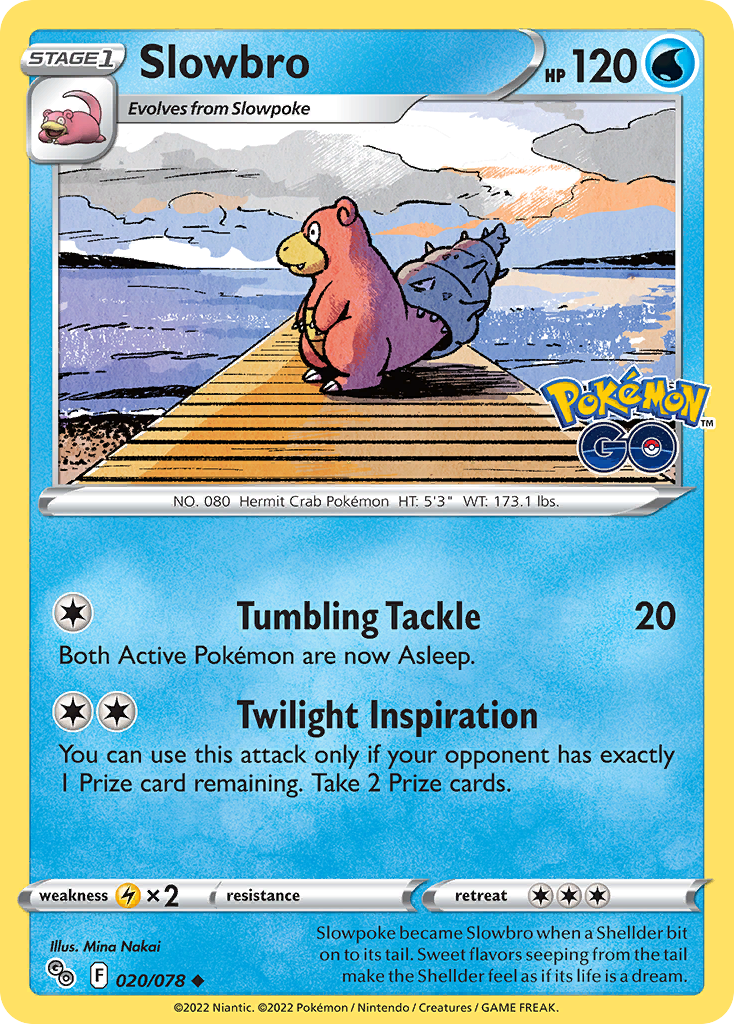 STAGE1
Slowbro
HP 120
Evolves from Slowpoke
Pokémon
GO
™
NO. 080 Hermit Crab Pokémon HT: 5'3" WT: 173.1 lbs.
Tumbling Tackle 20
Both Active Pokémon are now Asleep.
Twilight Inspiration
You can use this attack only if your opponent has exactly
1 Prize card remaining. Take 2 Prize cards.
weakness ×2 resistance retreat
Illus. Mina Nakai
Slowpoke became Slowbro when a Shellder bit
on to its tail. Sweet flavors seeping from the tail
make the Shellder feel as if its life is a dream.
GO F 020/078
©2022 Niantic. ©2022 Pokémon / Nintendo / Creatures / GAME FREAK.